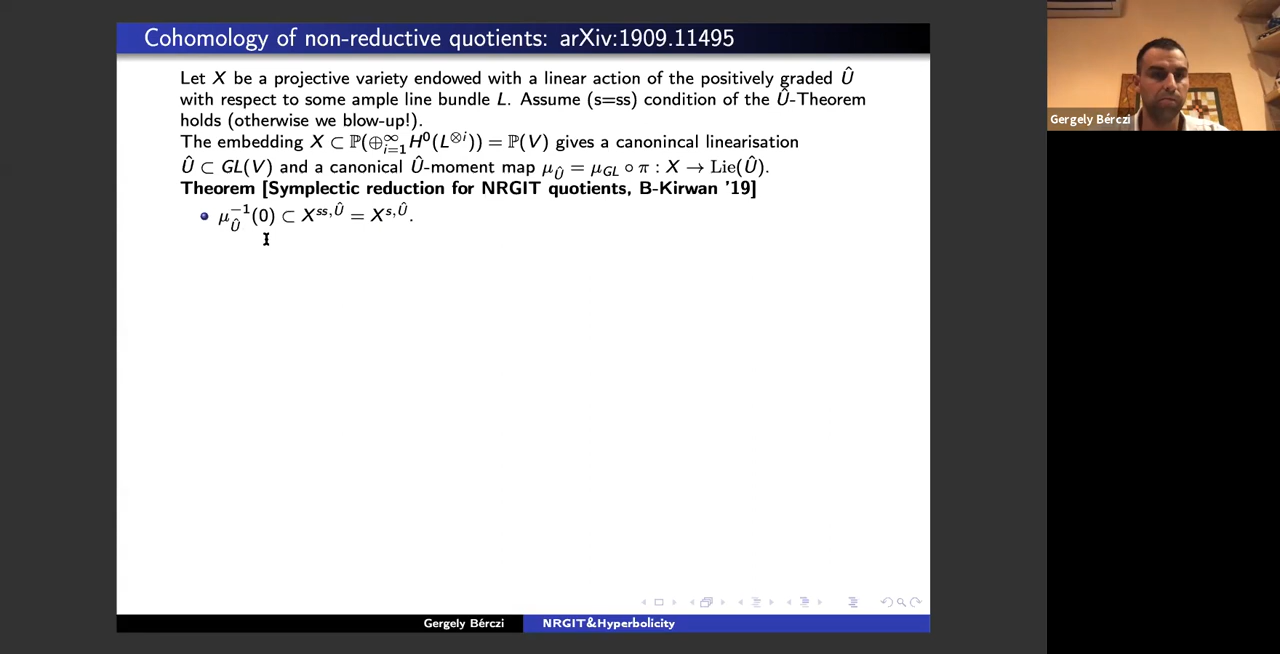 Cohomology of non-reductive quotients: arXiv:1909.11495
Let X be a projective variety endowed with a linear action of the positively graded Û
with respect to some ample line bundle L. Assume (s=ss) condition of the Û-Theorem
holds (otherwise we blow-up!).
The embedding X ⊂ ℙ(⊕_{i=1}^∞ H⁰(L^{⊗i})) = ℙ(V) gives a canonincal linearisation
Û ⊂ GL(V) and a canonical Û-moment map μ_Û = μ_{GL} ∘ π : X → Lie(Û).
Theorem [Symplectic reduction for NRGIT quotients, B-Kirwan '19]
μ_Û^{-1}(0) ⊂ X^{ss,Û} = X^{s,Û}.
Gergely Bérczi
NRGIT&Hyperbolicity
Gergely Bérczi